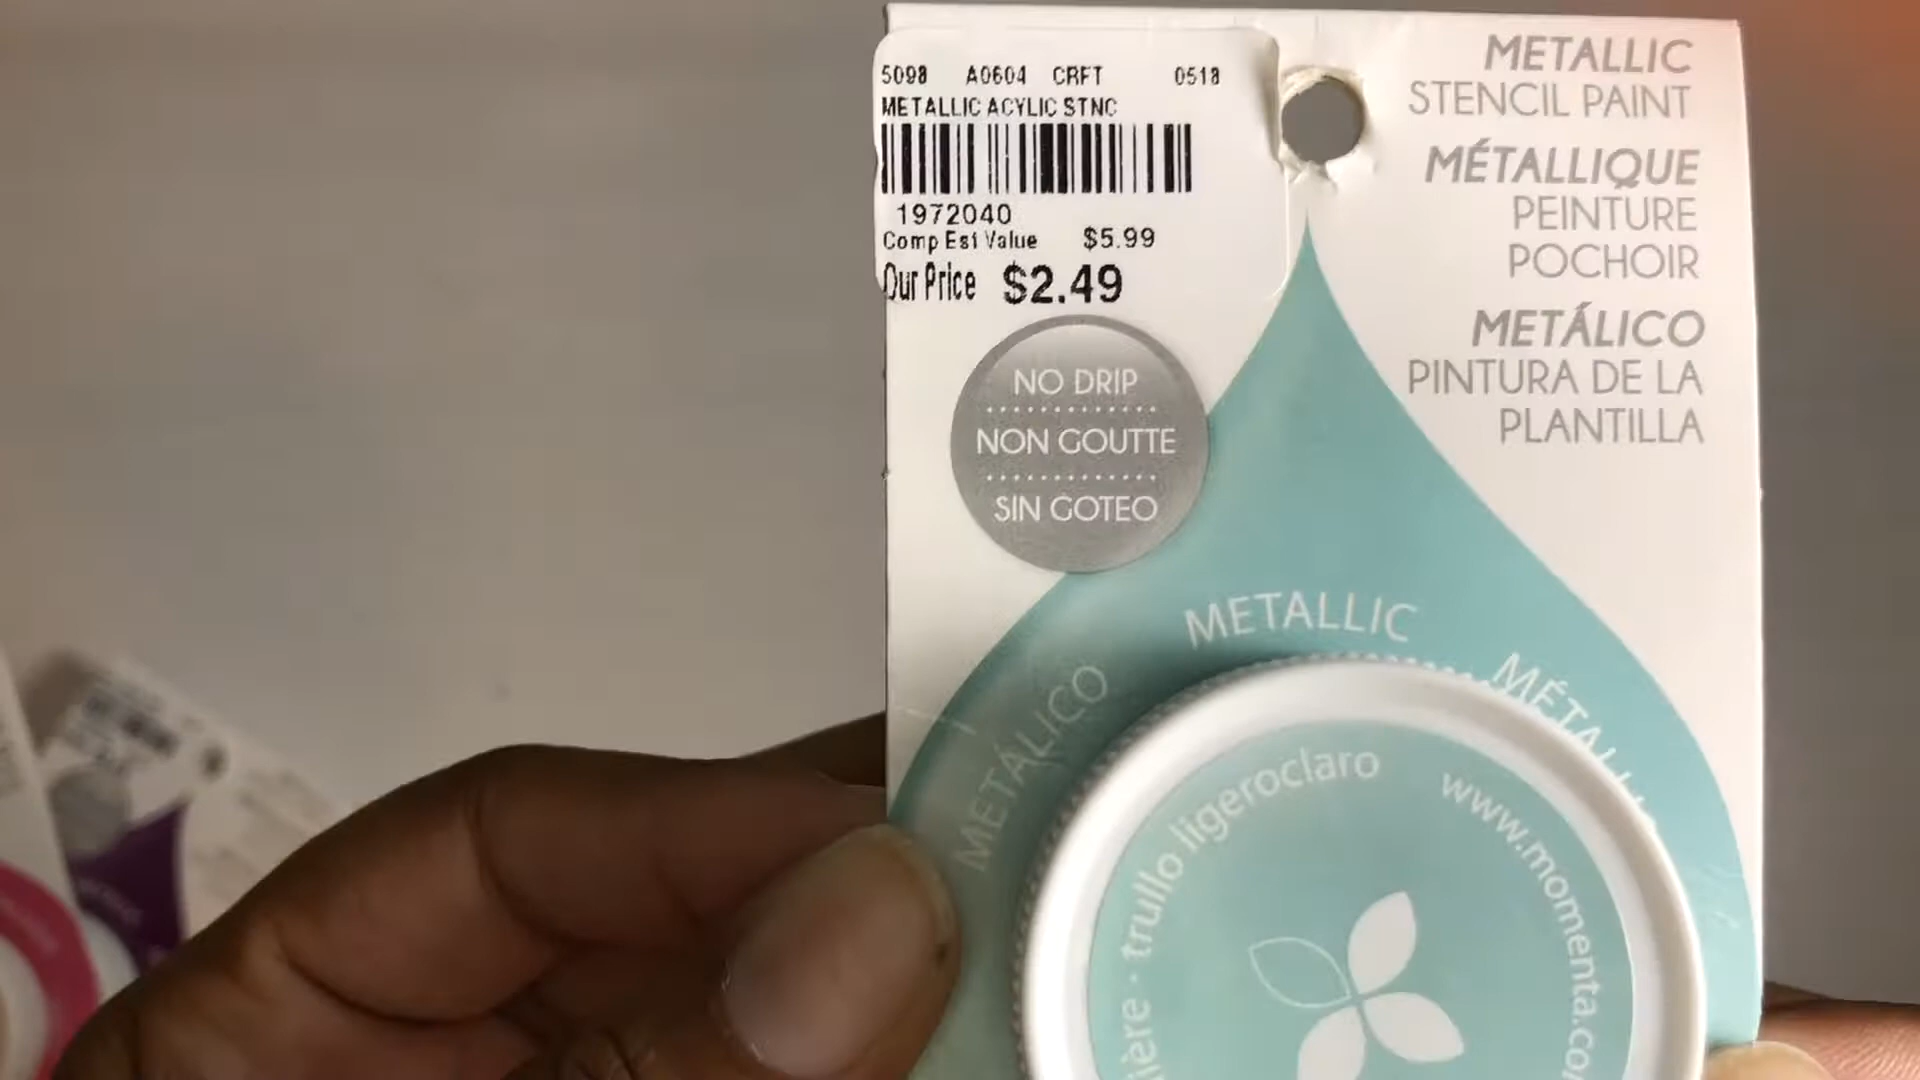 5098 A0604 CRFT 0518
METALLIC ACYLIC STNC
1972040
Comp Est Value $5.99
Our Price $2.49
METALLIC
STENCIL PAINT
MÉTALLIQUE
PEINTURE
POCHOIR
METÁLICO
PINTURA DE LA
PLANTILLA
NO DRIP
NON GOUTTE
SIN GOTEO
METÁLICO
METALLIC
trullo ligeroclaro
www.momenta.co